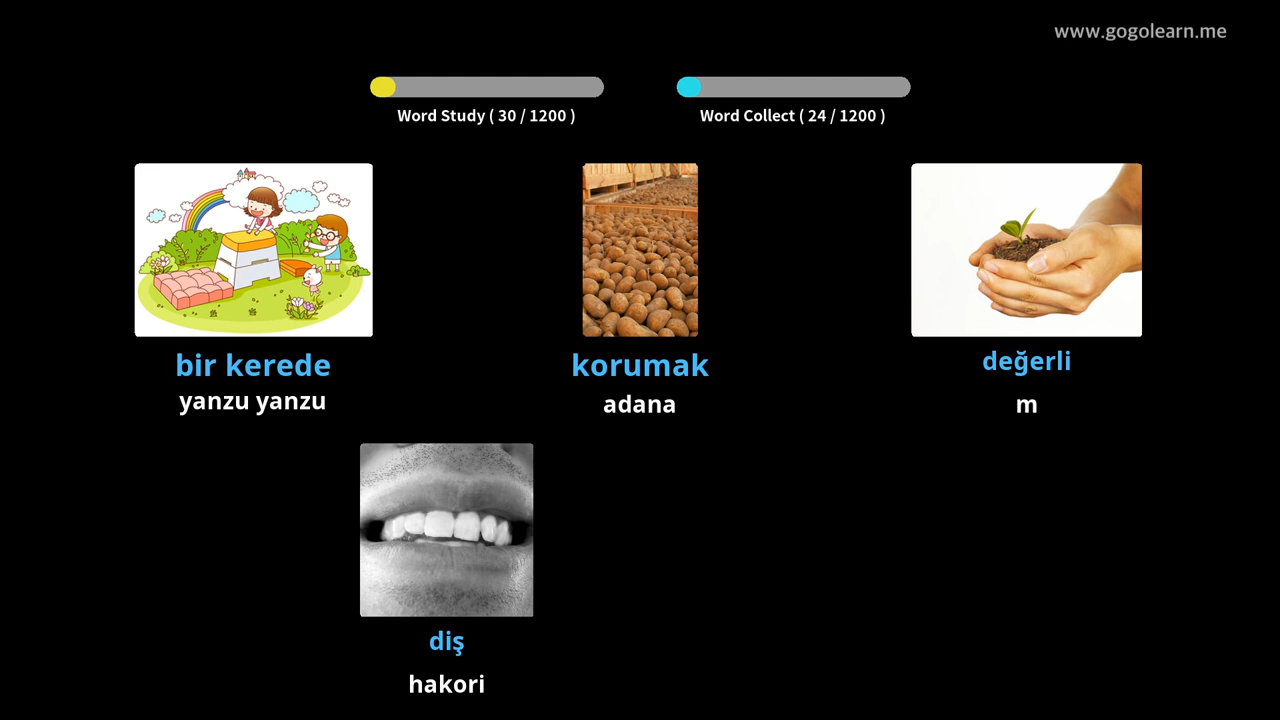 www.gogolearn.me
Word Study ( 30 / 1200 )
Word Collect ( 24 / 1200 )
bir kerede
yanzu yanzu
korumak
adana
değerli
m
diş
hakori